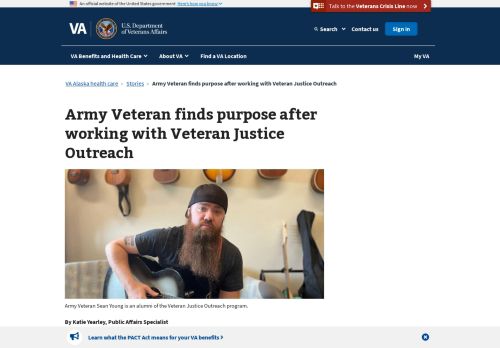 An official website of the United States government Here's how you know
Talk to the Veterans Crisis Line now
VA
U.S. Department
of Veterans Affairs
Search
Contact us
Sign in
VA Benefits and Health Care
About VA
Find a VA Location
My VA
VA Alaska health care
Stories
Army Veteran finds purpose after working with Veteran Justice Outreach
Army Veteran finds purpose after
working with Veteran Justice
Outreach
Army Veteran Sean Young is an alumni of the Veteran Justice Outreach program.
By Katie Yearley, Public Affairs Specialist
Learn what the PACT Act means for your VA benefits